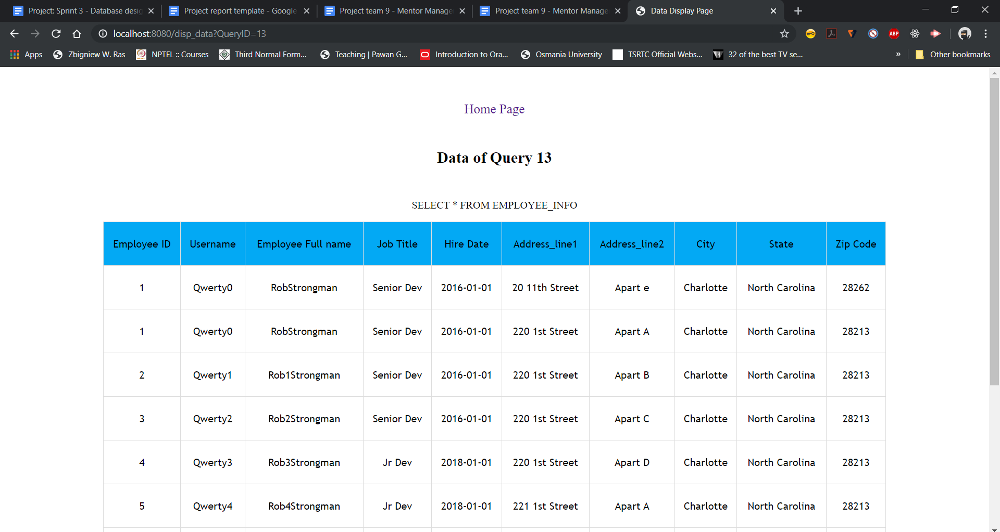 Project: Sprint 3 - Database desig
Project report template - Google
Project team 9 - Mentor Manage
Project team 9 - Mentor Manage
Data Display Page
localhost:8080/disp_data?QueryID=13
ABP
Apps
Zbigniew W. Ras
NPTEL :: Courses
Third Normal Form...
Teaching | Pawan G...
Introduction to Ora...
Osmania University
TSRTC Official Webs...
32 of the best TV se...
»
Other bookmarks
Home Page
Data of Query 13
SELECT * FROM EMPLOYEE_INFO
Employee ID Username Employee Full name Job Title Hire Date Address_line1 Address_line2 City State Zip Code
1 Qwerty0 RobStrongman Senior Dev 2016-01-01 20 11th Street Apart e Charlotte North Carolina 28262
1 Qwerty0 RobStrongman Senior Dev 2016-01-01 220 1st Street Apart A Charlotte North Carolina 28213
2 Qwerty1 Rob1Strongman Senior Dev 2016-01-01 220 1st Street Apart B Charlotte North Carolina 28213
3 Qwerty2 Rob2Strongman Senior Dev 2016-01-01 220 1st Street Apart C Charlotte North Carolina 28213
4 Qwerty3 Rob3Strongman Jr Dev 2018-01-01 220 1st Street Apart D Charlotte North Carolina 28213
5 Qwerty4 Rob4Strongman Jr Dev 2018-01-01 221 1st Street Apart A Charlotte North Carolina 28213